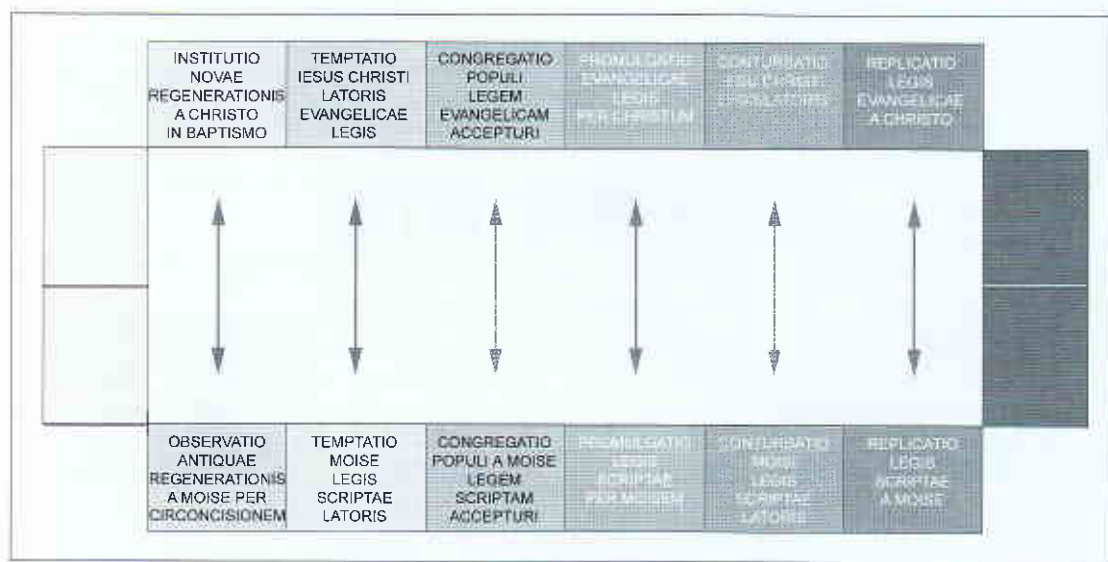 INSTITUTIO
NOVAE
REGENERATIONIS
A CHRISTO
IN BAPTISMO
TEMPTATIO
IESUS CHRISTI
LATORIS
EVANGELICAE
LEGIS
CONGREGATIO
POPULI
LEGEM
EVANGELICAM
ACCEPTURI
PROMULGATIO
EVANGELICAE
LEGIS
PER CHRISTUM
CONTURBATIO
LEGISLATORIS
REPLICATIO
LEGIS
EVANGELICAE
A CHRISTO
OBSERVATIO
ANTIQUAE
REGENERATIONIS
A MOISE PER
CIRCONCISIONEM
TEMPTATIO
MOISE
LEGIS
SCRIPTAE
LATORIS
CONGREGATIO
POPULI A MOISE
LEGEM
SCRIPTAM
ACCEPTURI
PROMULGATIO
LEGIS
SCRIPTAE
PER MOISEM
CONTURBATIO
MOISE
LEGIS
SCRIPTAE
LATORIS
REPLICATIO
LEGIS
SCRIPTAE
A MOISE